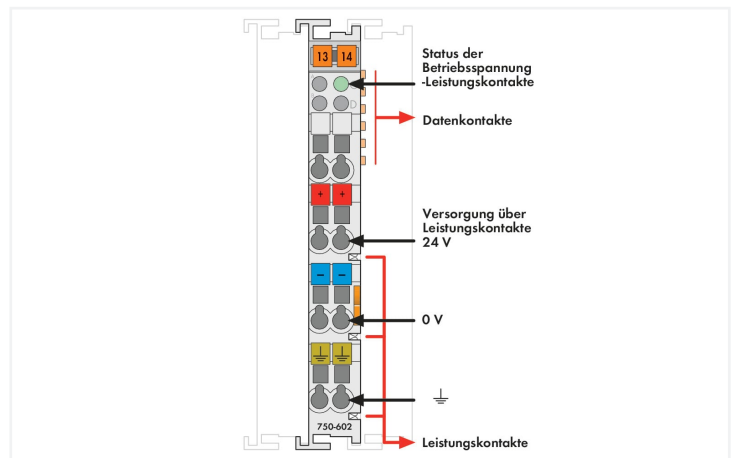 13 14
Status der
Betriebsspannung
-Leistungskontakte
Datenkontakte
+ +
Versorgung über
Leistungskontakte
24 V
– –
0 V
750-602
Leistungskontakte